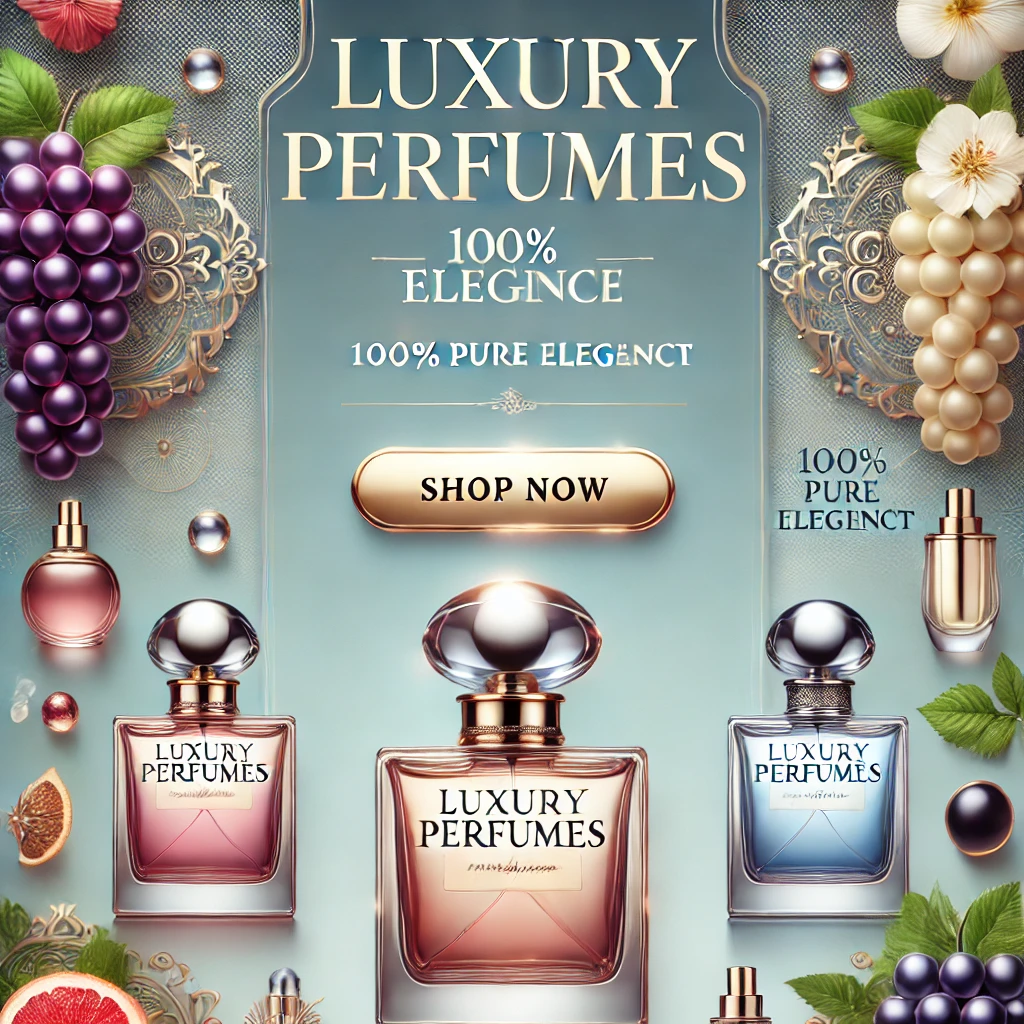 LUXURY
PERFUMES
100%
ELEGINCE
100% PURE ELEGENCT
SHOP NOW
100%
PURE
ELEGENCT
LUXURY
PERFUMES
LUXURY
PERFUMES
LUXURY
PERFUMES